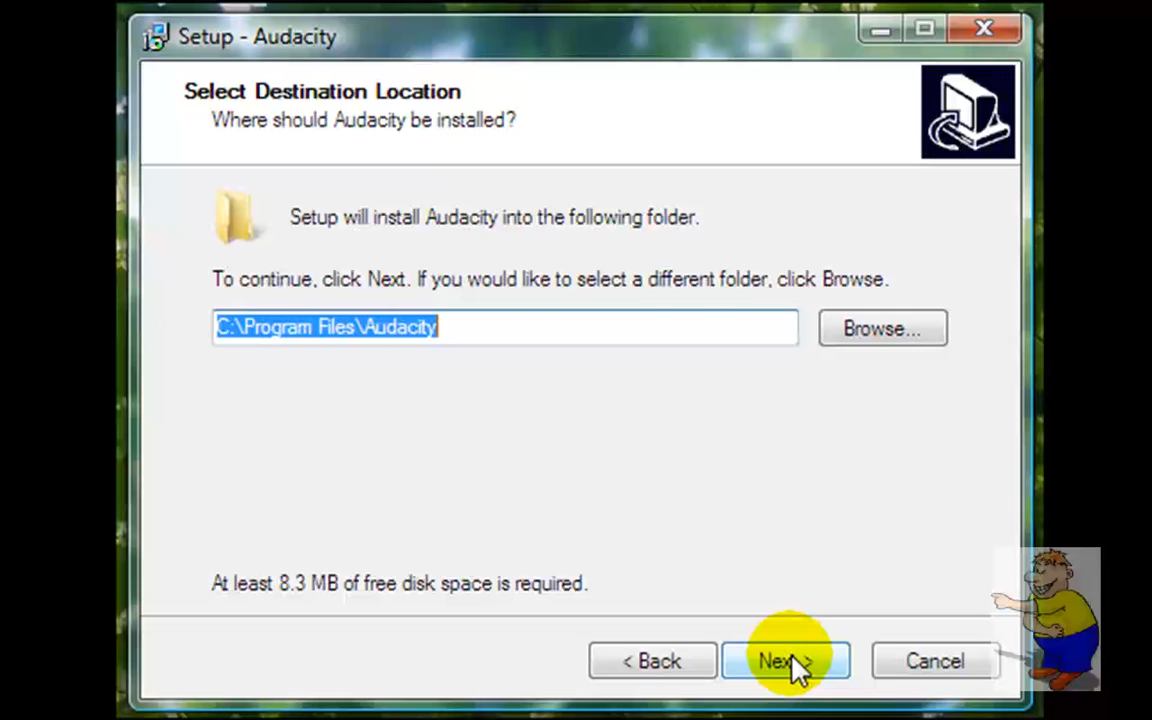 Setup - Audacity
Select Destination Location
Where should Audacity be installed?
Setup will install Audacity into the following folder.
To continue, click Next. If you would like to select a different folder, click Browse.
C:\Program Files\Audacity
Browse...
At least 8.3 MB of free disk space is required.
< Back
Next >
Cancel